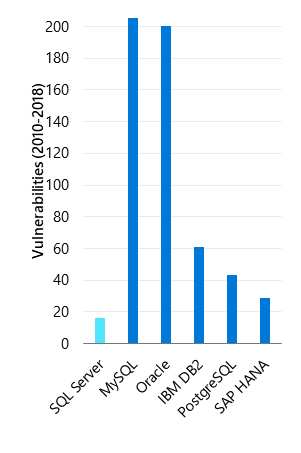 Vulnerabilities (2010-2018)
200
180
160
140
120
100
80
60
40
20
0
SQL Server
MySQL
Oracle
IBM DB2
PostgreSQL
SAP HANA